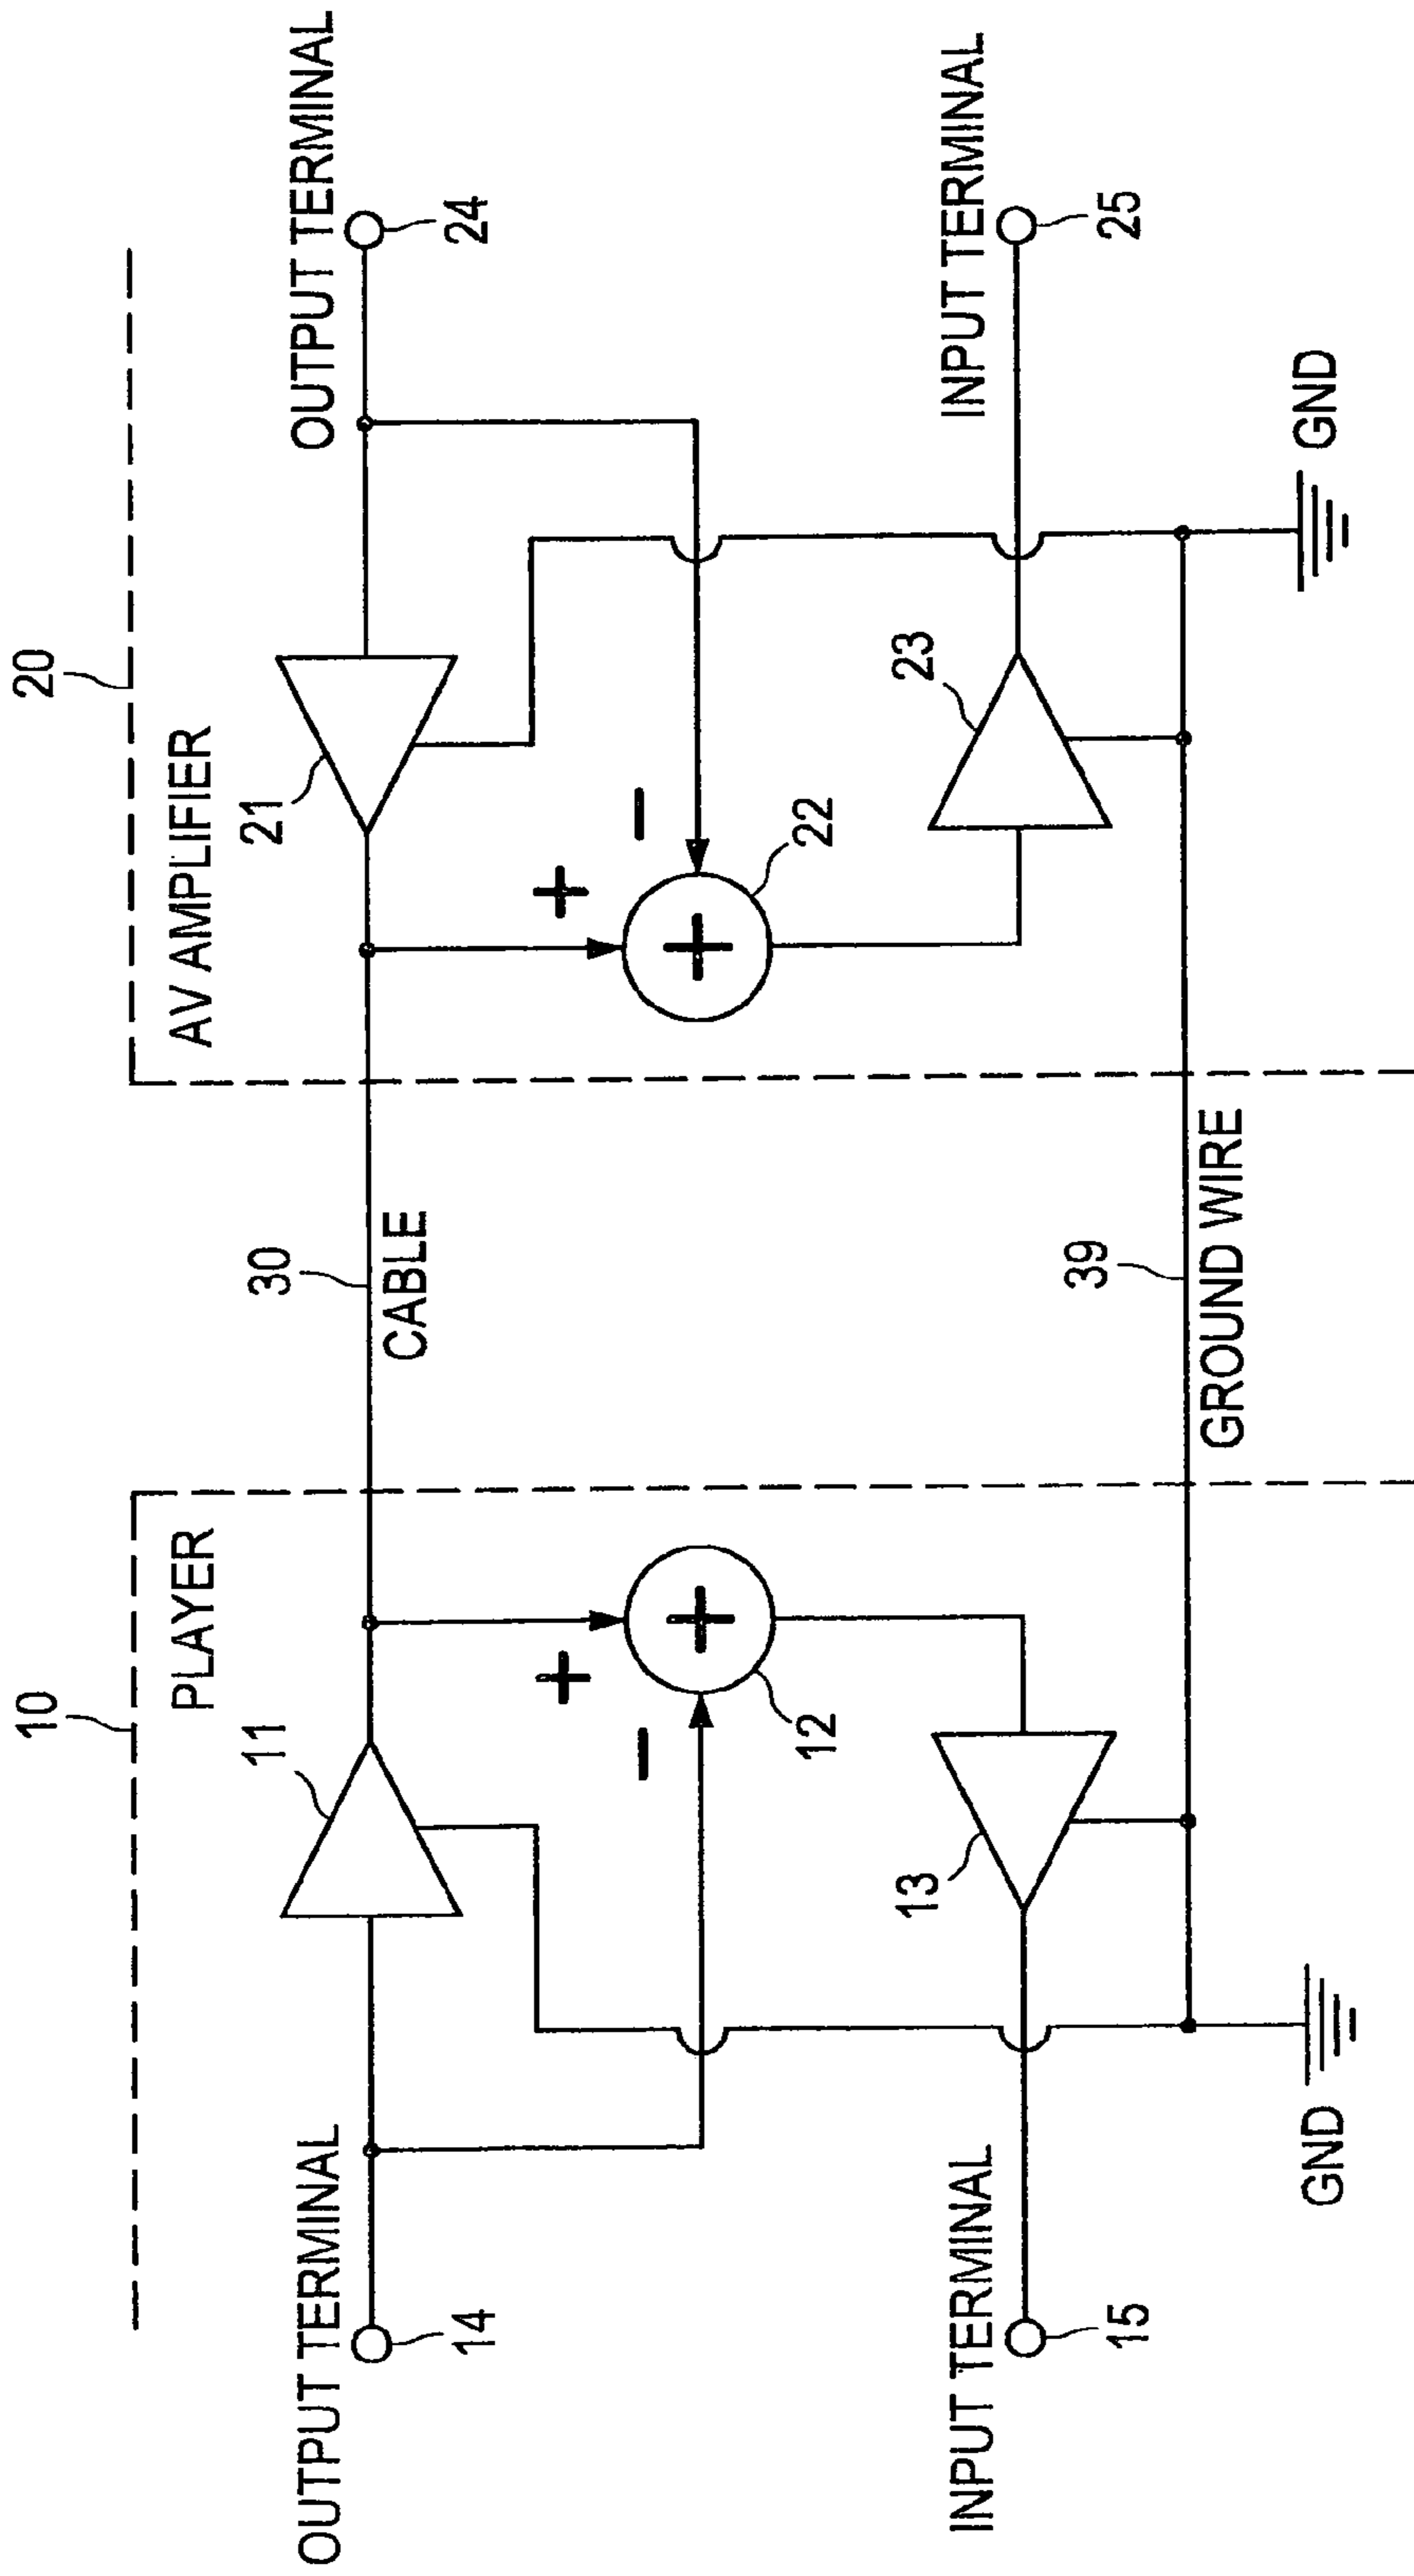 10
20
PLAYER
AV AMPLIFIER
OUTPUT TERMINAL
11
30
21
OUTPUT TERMINAL
14
CABLE
24
+
−
+
−
+
+
12
22
INPUT TERMINAL
13
39
23
INPUT TERMINAL
15
GROUND WIRE
25
GND
GND